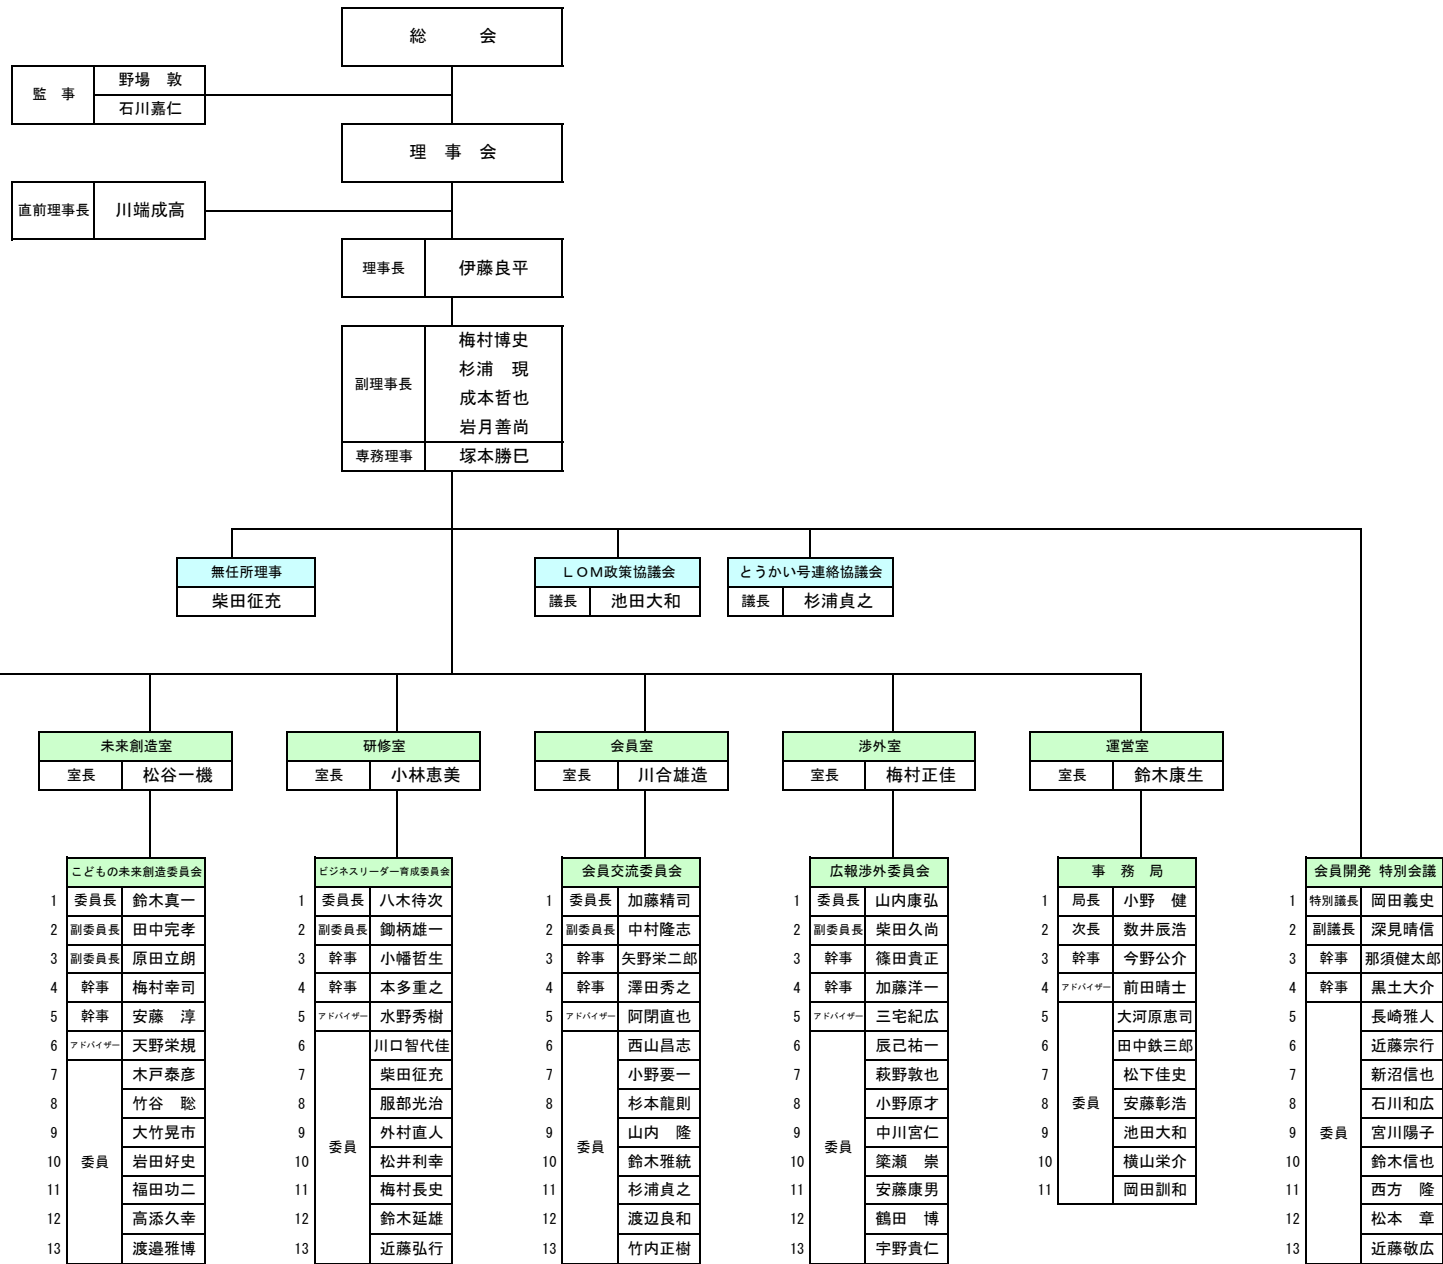 総　　会
監　事
野場　敦
石川嘉仁
理　事　会
直前理事長 川端成高
理事長 伊藤良平
副理事長
梅村博史
杉浦　現
成本哲也
岩月善尚
専務理事 塚本勝巳
無任所理事
柴田征充
ＬＯＭ政策協議会
議長 池田大和
とうかい号連絡協議会
議長 杉浦貞之
未来創造室
室長 松谷一機
研修室
室長 小林恵美
会員室
室長 川合雄造
渉外室
室長 梅村正佳
運営室
室長 鈴木康生
こどもの未来創造委員会
1 委員長 鈴木真一
2 副委員長 田中完孝
3 副委員長 原田立朗
4 幹事 梅村幸司
5 幹事 安藤　淳
6 アドバイザー 天野栄規
委員
7 木戸泰彦
8 竹谷　聡
9 大竹晃市
10 岩田好史
11 福田功二
12 高添久幸
13 渡邉雅博
ビジネスリーダー育成委員会
1 委員長 八木待次
2 副委員長 鋤柄雄一
3 幹事 小幡哲生
4 幹事 本多重之
5 アドバイザー 水野秀樹
委員
6 川口智代佳
7 柴田征充
8 服部光治
9 外村直人
10 松井利幸
11 梅村長史
12 鈴木延雄
13 近藤弘行
会員交流委員会
1 委員長 加藤精司
2 副委員長 中村隆志
3 幹事 矢野栄二郎
4 幹事 澤田秀之
5 アドバイザー 阿閉直也
委員
6 西山昌志
7 小野要一
8 杉本龍則
9 山内　隆
10 鈴木雅統
11 杉浦貞之
12 渡辺良和
13 竹内正樹
広報渉外委員会
1 委員長 山内康弘
2 副委員長 柴田久尚
3 幹事 篠田貴正
4 幹事 加藤洋一
5 アドバイザー 三宅紀広
委員
6 辰己祐一
7 萩野敦也
8 小野原才
9 中川宮仁
10 簗瀬　崇
11 安藤康男
12 鶴田　博
13 宇野貴仁
事　務　局
1 局長 小野　健
2 次長 数井辰浩
3 幹事 今野公介
4 アドバイザー 前田晴士
委員
5 大河原恵司
6 田中鉄三郎
7 松下佳史
8 安藤彰浩
9 池田大和
10 横山栄介
11 岡田訓和
会員開発 特別会議
1 特別議長 岡田義史
2 副議長 深見晴信
3 幹事 那須健太郎
4 幹事 黒土大介
委員
5 長崎雅人
6 近藤宗行
7 新沼信也
8 石川和広
9 宮川陽子
10 鈴木信也
11 西方　隆
12 松本　章
13 近藤敬広